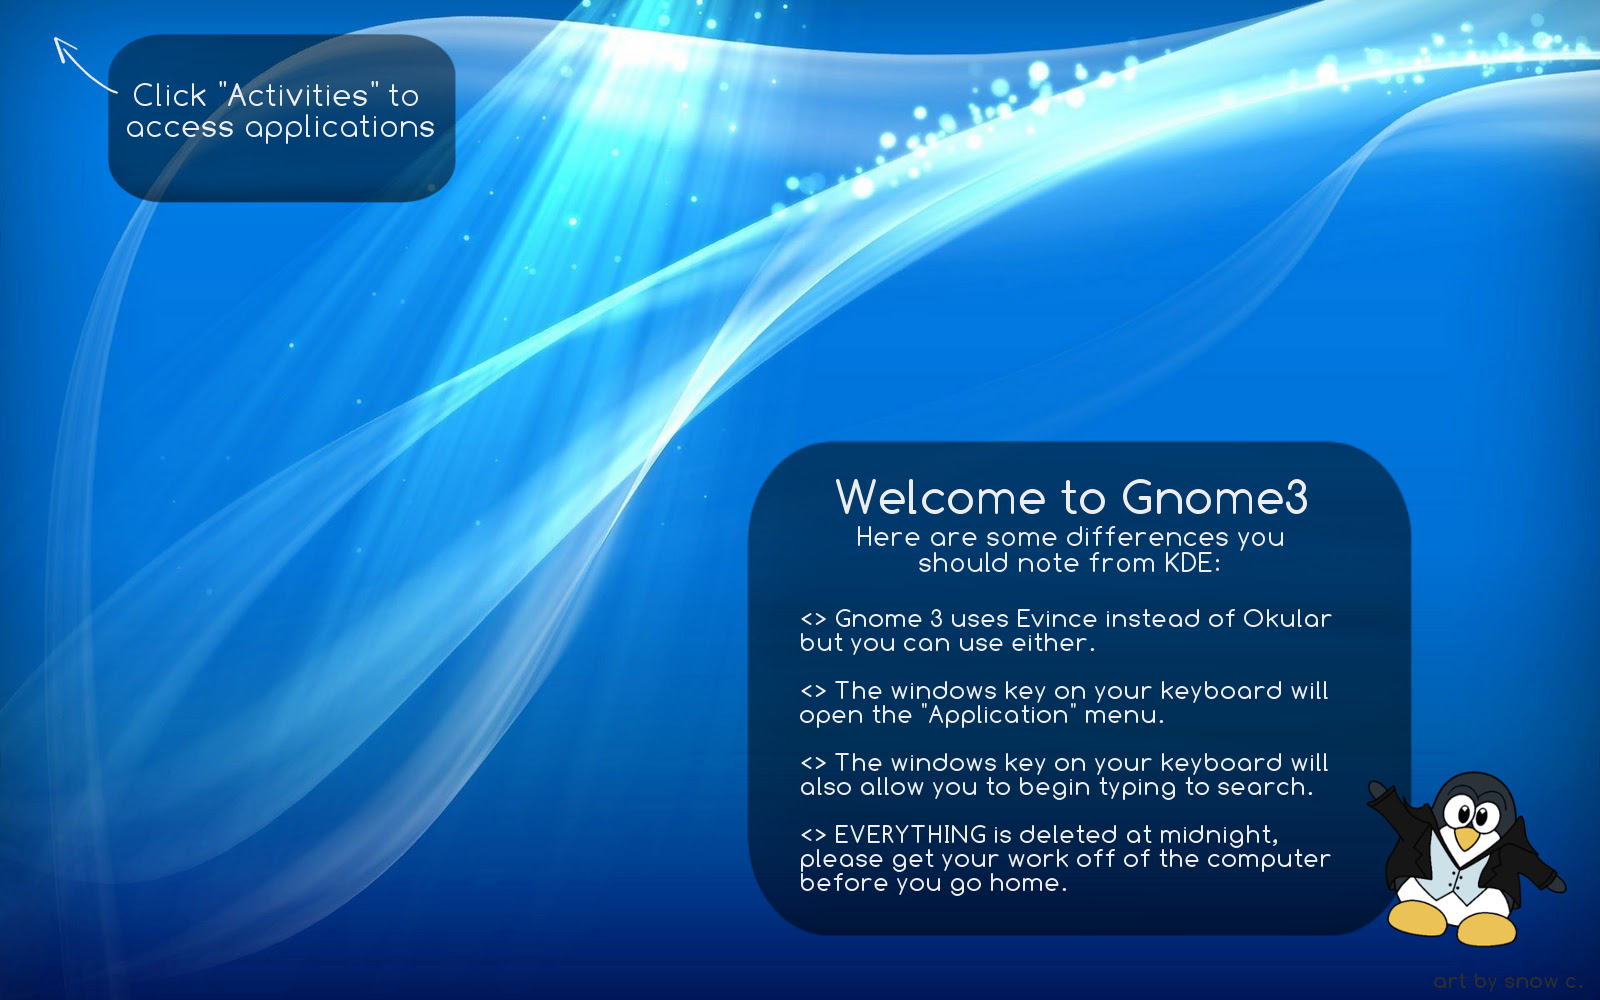 Click "Activities" to
access applications
Welcome to Gnome3
Here are some differences you
should note from KDE:
<> Gnome 3 uses Evince instead of Okular
but you can use either.
<> The windows key on your keyboard will
open the "Application" menu.
<> The windows key on your keyboard will
also allow you to begin typing to search.
<> EVERYTHING is deleted at midnight,
please get your work off of the computer
before you go home.
art by snow c.